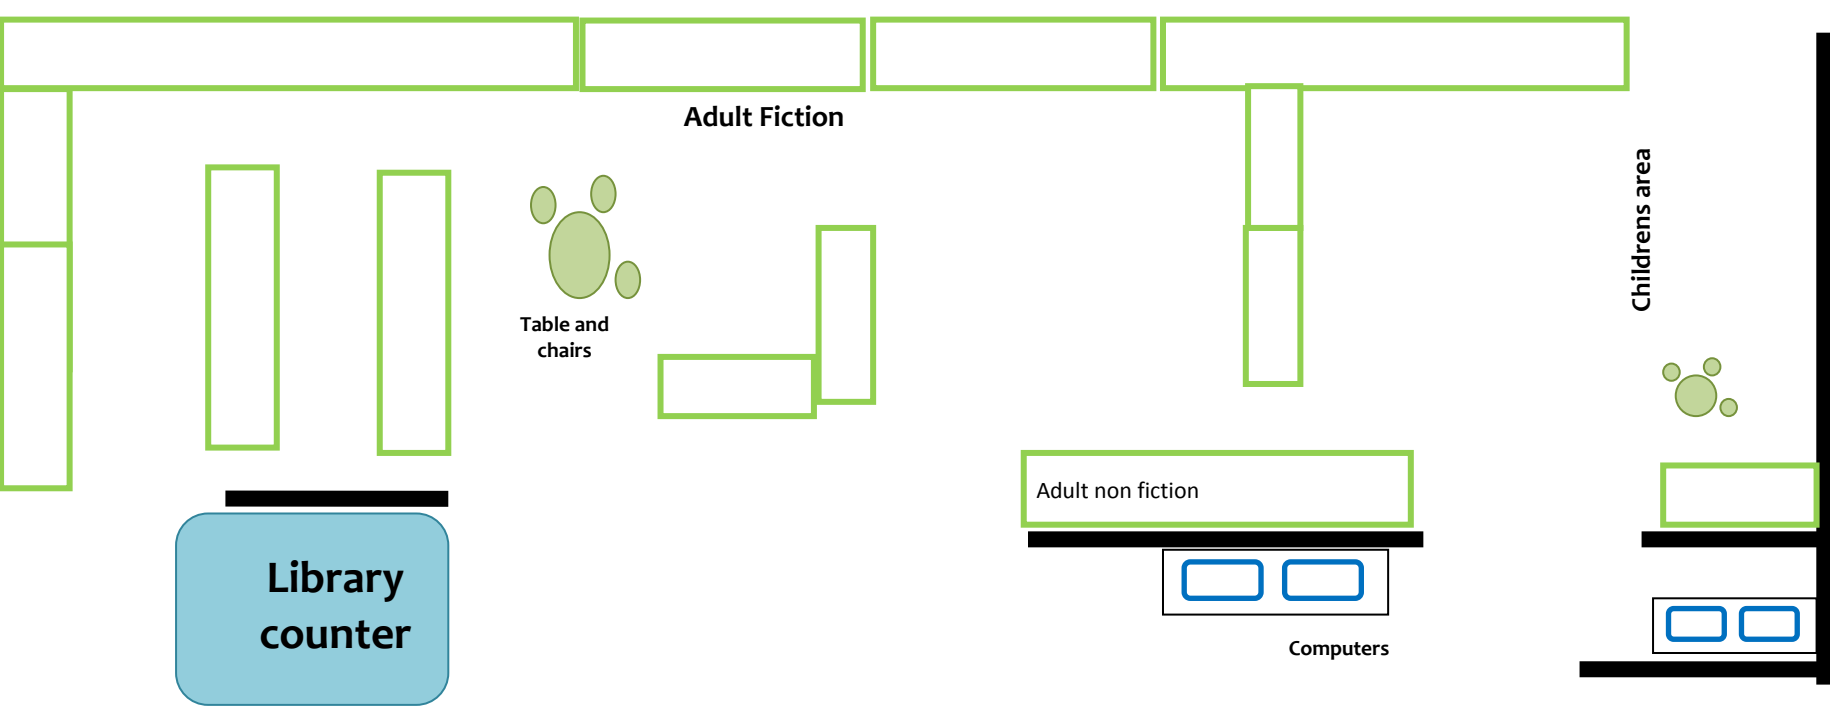 Adult Fiction
Childrens area
Table and
chairs
Adult non fiction
Library
counter
Computers